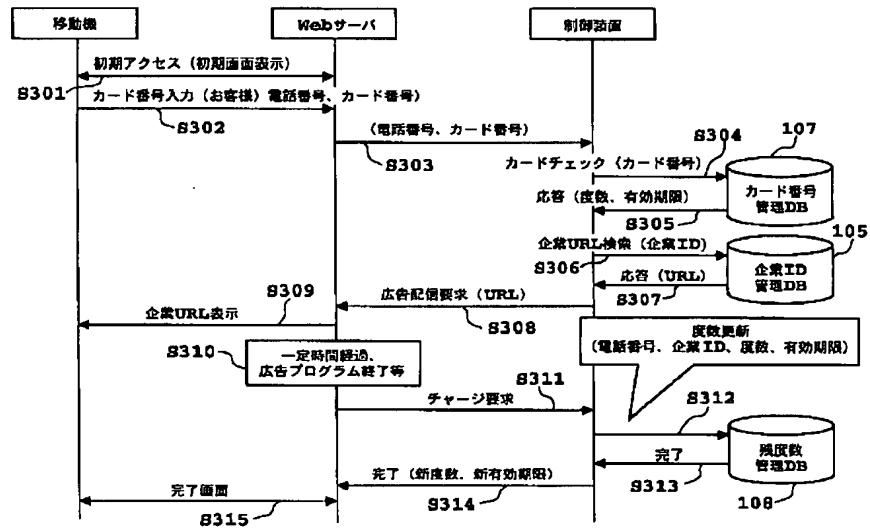 移動機
Webサーバ
制御装置
初期アクセス（初期画面表示）
S301
カード番号入力（お客様）電話番号、カード番号）
S302
（電話番号、カード番号）
S303
S304
107
カードチェック（カード番号）
カード番号
管理DB
応答（度数、有効期限）
S305
105
企業URL検索（企業ID）
S306
企業ID
管理DB
応答（URL）
S307
広告配信要求（URL）
S308
S309
企業URL表示
度数更新
（電話番号、企業ID、度数、有効期限）
S310
一定時間経過、
広告プログラム終了等
S311
チャージ要求
S312
残度数
管理DB
完了
S313
108
完了（新度数、新有効期限）
S314
完了画面
S315